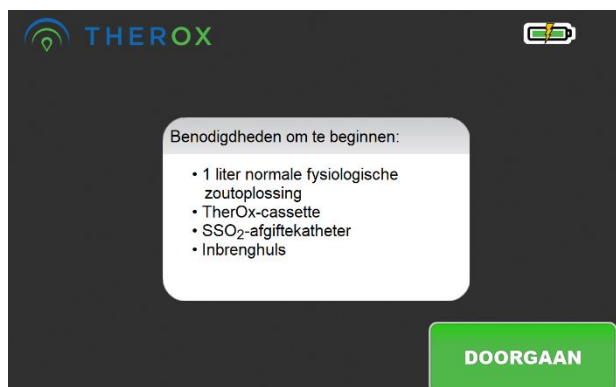 THEROX
Benodigdheden om te beginnen:
• 1 liter normale fysiologische
zoutoplossing
• TherOx-cassette
• SSO₂-afgiftekatheter
• Inbrenghuls
DOORGAAN